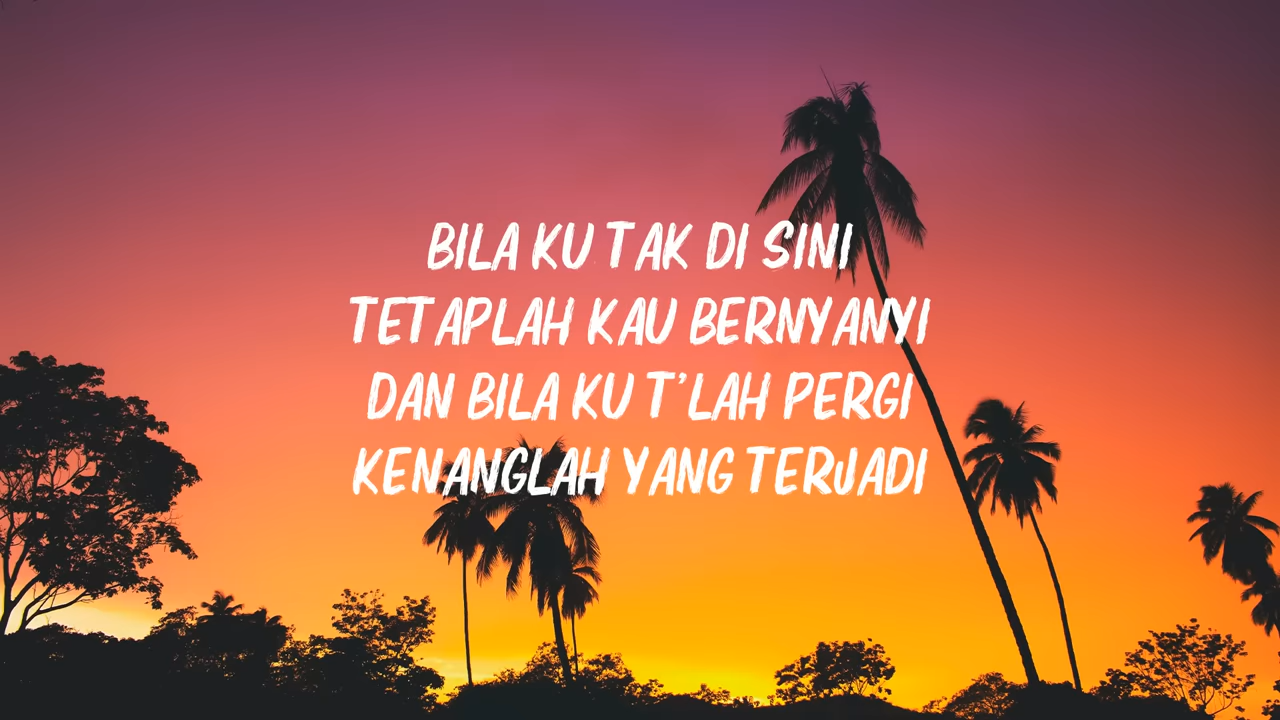 BILA KU TAK DI SINI
TETAPLAH KAU BERNYANYI
DAN BILA KU T'LAH PERGI
KENANGLAH YANG TERJADI